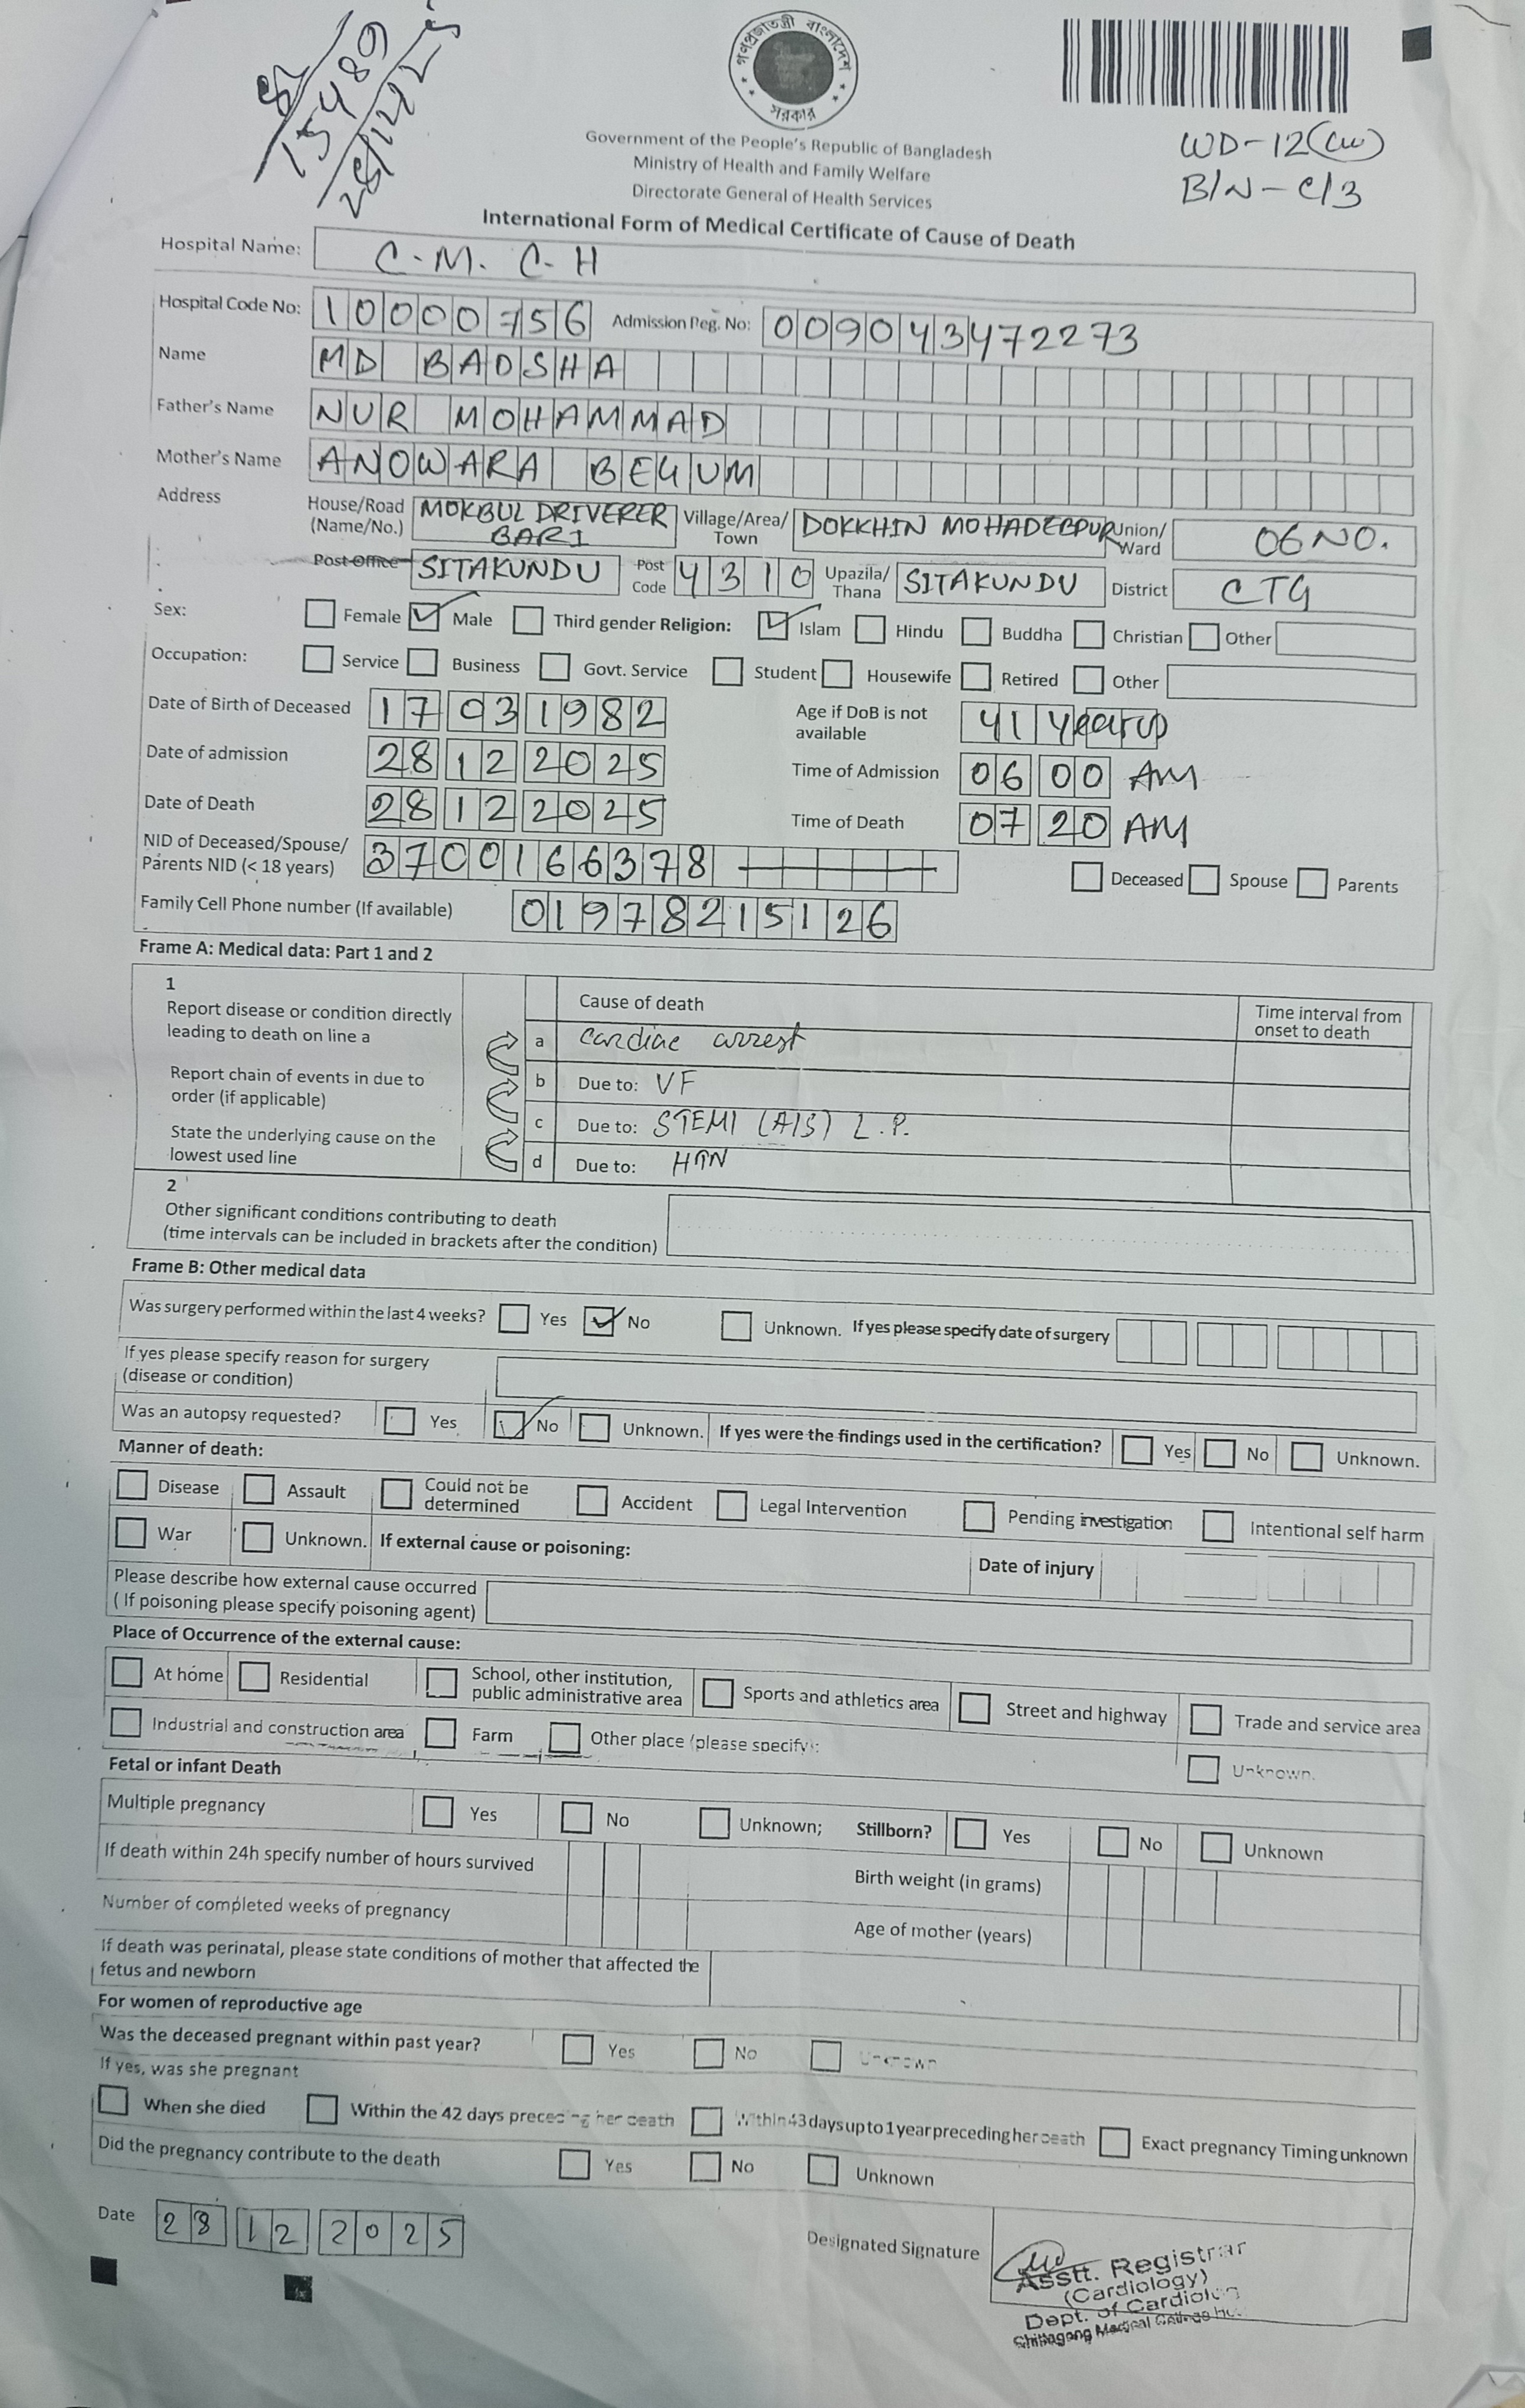 SL
15489
28/12/25
গণপ্রজাতন্ত্রী বাংলাদেশ
সরকার
WD-12(CW)
B/N-C/3
Government of the People's Republic of Bangladesh
Ministry of Health and Family Welfare
Directorate General of Health Services
International Form of Medical Certificate of Cause of Death
Hospital Name: C.M.C.H
Hospital Code No: 10000756 Admission Reg. No: 009043472273
Name MD BADSHA
Father's Name NUR MOHAMMAD
Mother's Name ANOWARA BEGUM
Address House/Road (Name/No.) MOKBUL DRIVERER BARI Village/Area/Town DOKKHIN MOHADEBPUR Union/Ward 06 NO.
Post Office SITAKUNDU Post Code 4310 Upazila/Thana SITAKUNDU District CTG
Sex: Female Male Third gender Religion: Islam Hindu Buddha Christian Other
Occupation: Service Business Govt. Service Student Housewife Retired Other
Date of Birth of Deceased 17 03 1982 Age if DoB is not available 41 years
Date of admission 28 12 2025 Time of Admission 06 00 AM
Date of Death 28 12 2025 Time of Death 07 20 AM
NID of Deceased/Spouse/Parents NID (< 18 years) 3700166378 Deceased Spouse Parents
Family Cell Phone number (If available) 01978215126
Frame A: Medical data: Part 1 and 2
1
Report disease or condition directly leading to death on line a
Report chain of events in due to order (if applicable)
State the underlying cause on the lowest used line
Cause of death Time interval from onset to death
a Cardiac arrest
b Due to: VF
c Due to: STEMI (A/S) L.P.
d Due to: HTN
2
Other significant conditions contributing to death
(time intervals can be included in brackets after the condition)
Frame B: Other medical data
Was surgery performed within the last 4 weeks? Yes No Unknown. If yes please specify date of surgery
If yes please specify reason for surgery
(disease or condition)
Was an autopsy requested? Yes No Unknown. If yes were the findings used in the certification? Yes No Unknown.
Manner of death:
Disease Assault Could not be determined Accident Legal Intervention Pending investigation Intentional self harm
War Unknown. If external cause or poisoning: Date of injury
Please describe how external cause occurred
( If poisoning please specify poisoning agent)
Place of Occurrence of the external cause:
At home Residential School, other institution, public administrative area Sports and athletics area Street and highway Trade and service area
Industrial and construction area Farm Other place (please specify): Unknown.
Fetal or infant Death
Multiple pregnancy Yes No Unknown; Stillborn? Yes No Unknown
If death within 24h specify number of hours survived Birth weight (in grams)
Number of completed weeks of pregnancy Age of mother (years)
If death was perinatal, please state conditions of mother that affected the
fetus and newborn
For women of reproductive age
Was the deceased pregnant within past year? Yes No Unknown
If yes, was she pregnant
When she died Within the 42 days preceding her death Within 43 days up to 1 year preceding her death Exact pregnancy Timing unknown
Did the pregnancy contribute to the death Yes No Unknown
Date 28 12 2025 Designated Signature
Asstt. Registrar
(Cardiology)
Dept. of Cardiology
Chittagong Medical College